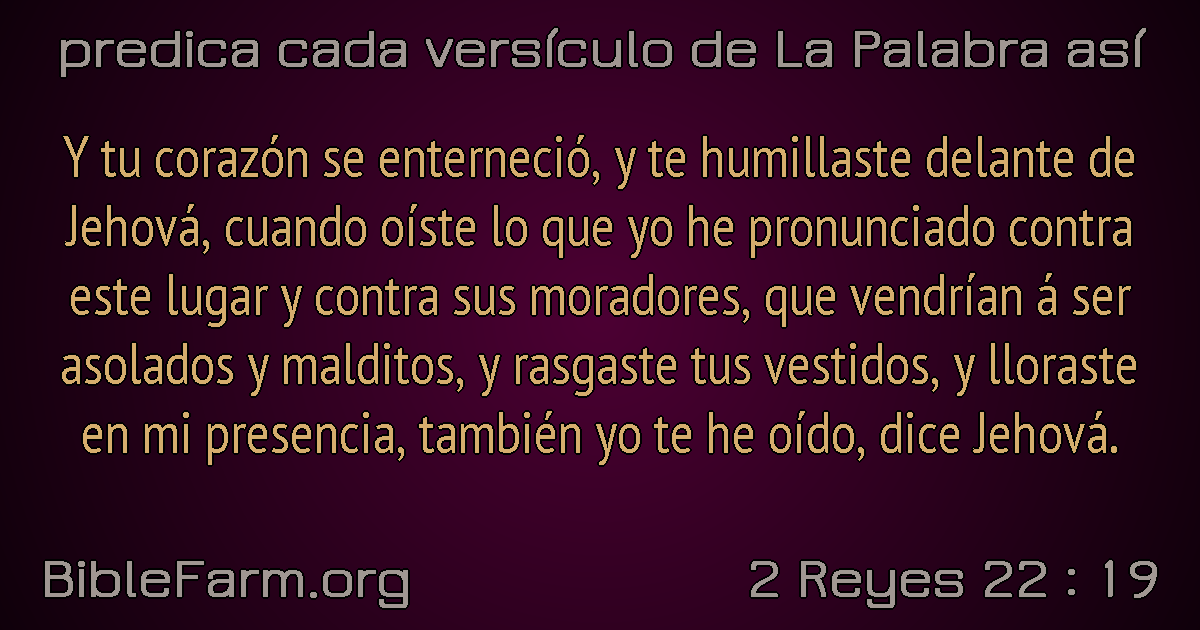 predica cada versículo de La Palabra así
Y tu corazón se enterneció, y te humillaste delante de
Jehová, cuando oíste lo que yo he pronunciado contra
este lugar y contra sus moradores, que vendrían á ser
asolados y malditos, y rasgaste tus vestidos, y lloraste
en mi presencia, también yo te he oído, dice Jehová.
BibleFarm.org
2 Reyes 22 : 19